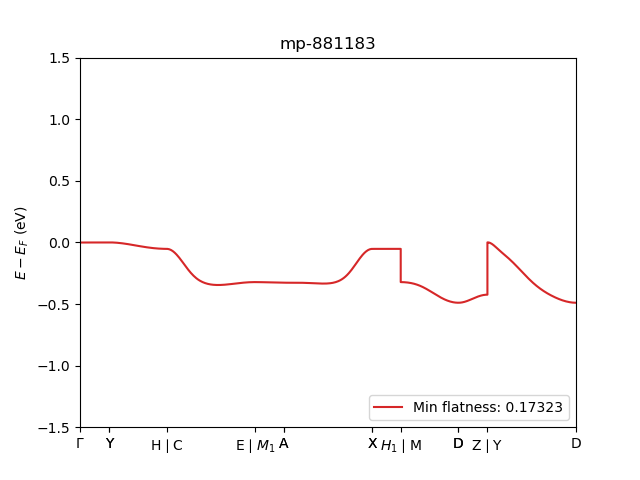 mp-881183
E − E_F (eV)
1.5
1.0
0.5
0.0
−0.5
−1.0
−1.5
Min flatness: 0.17323
Γ Y H | C E | M₁ A X H₁ | M D Z | Y D